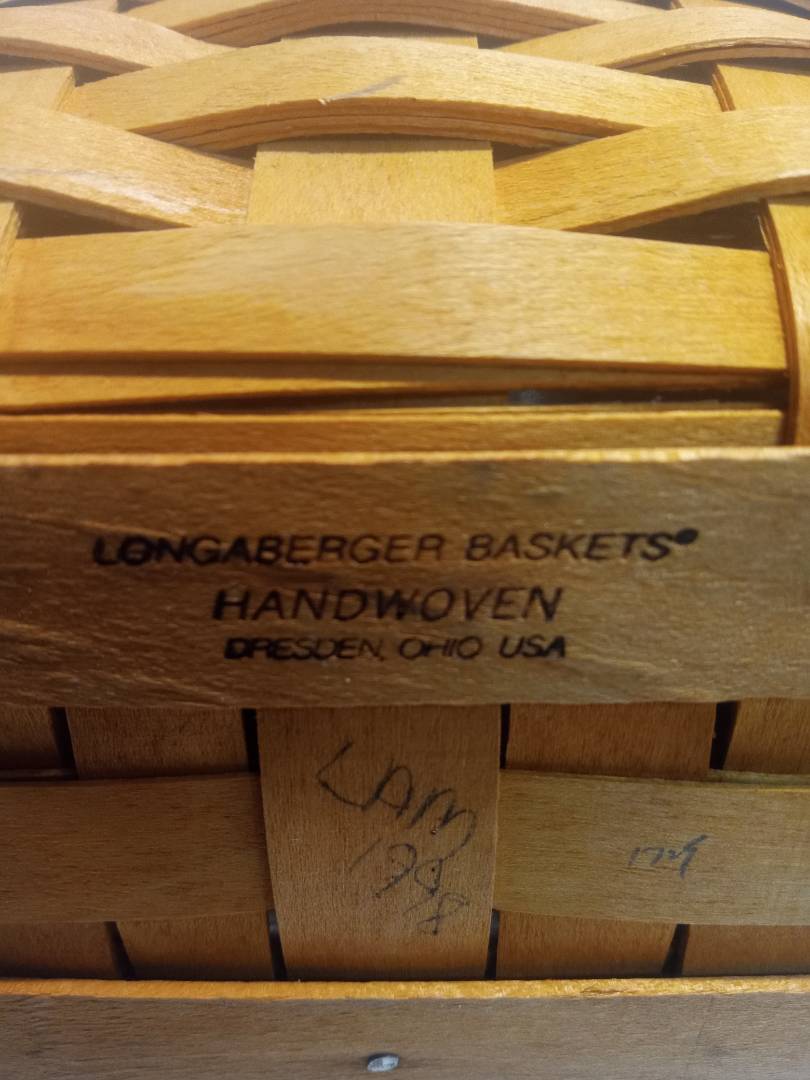 LONGABERGER BASKETS®
HANDWOVEN
DRESDEN, OHIO USA
LAM
1988